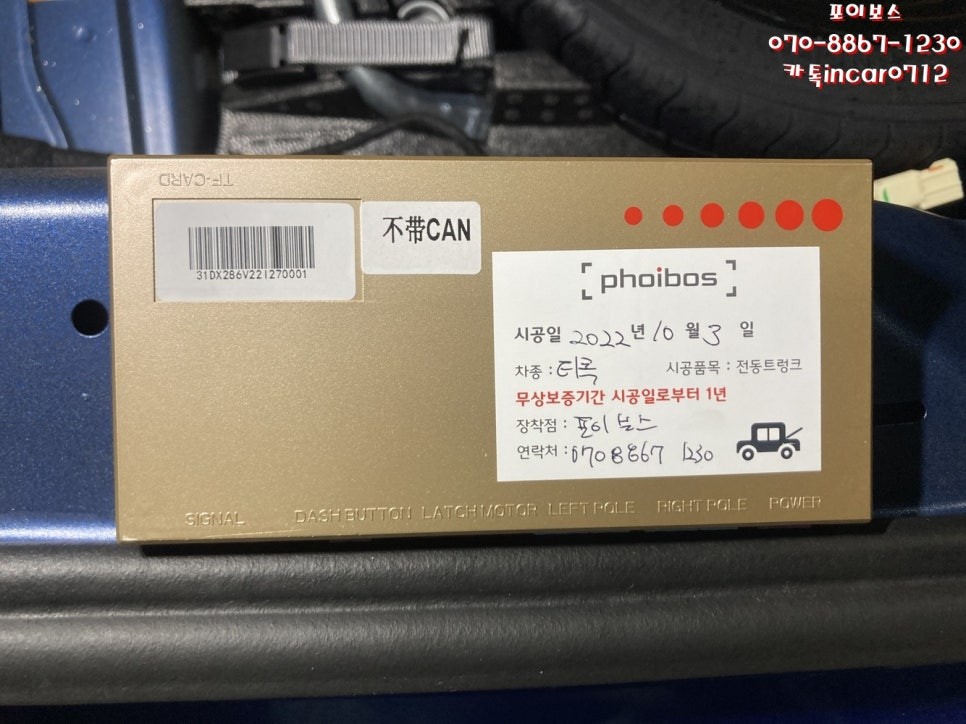 포이보스
070-8867-1230
카톡incar0712
TF-CARD
31DX286V22I270001
不带CAN
phoibos
시공일 2022년 10월 3일
차종 : 티록
시공품목 : 전동트렁크
무상보증기간 시공일로부터 1년
장착점 : 포이보스
연락처 : 070 8867 1230
SIGNAL DASH BUTTON LATCH MOTOR LEFT POLE RIGHT POLE POWER